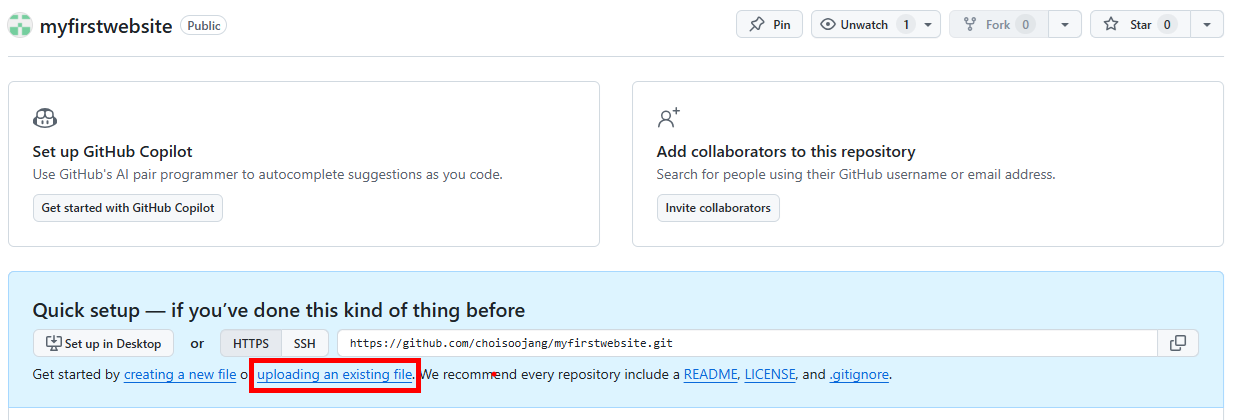 myfirstwebsite Public Pin Unwatch 1 Fork 0 Star 0
Set up GitHub Copilot
Use GitHub's AI pair programmer to autocomplete suggestions as you code.
Get started with GitHub Copilot
Add collaborators to this repository
Search for people using their GitHub username or email address.
Invite collaborators
Quick setup — if you've done this kind of thing before
Set up in Desktop or HTTPS SSH https://github.com/choisoojang/myfirstwebsite.git
Get started by creating a new file or uploading an existing file. We recommend every repository include a README, LICENSE, and .gitignore.